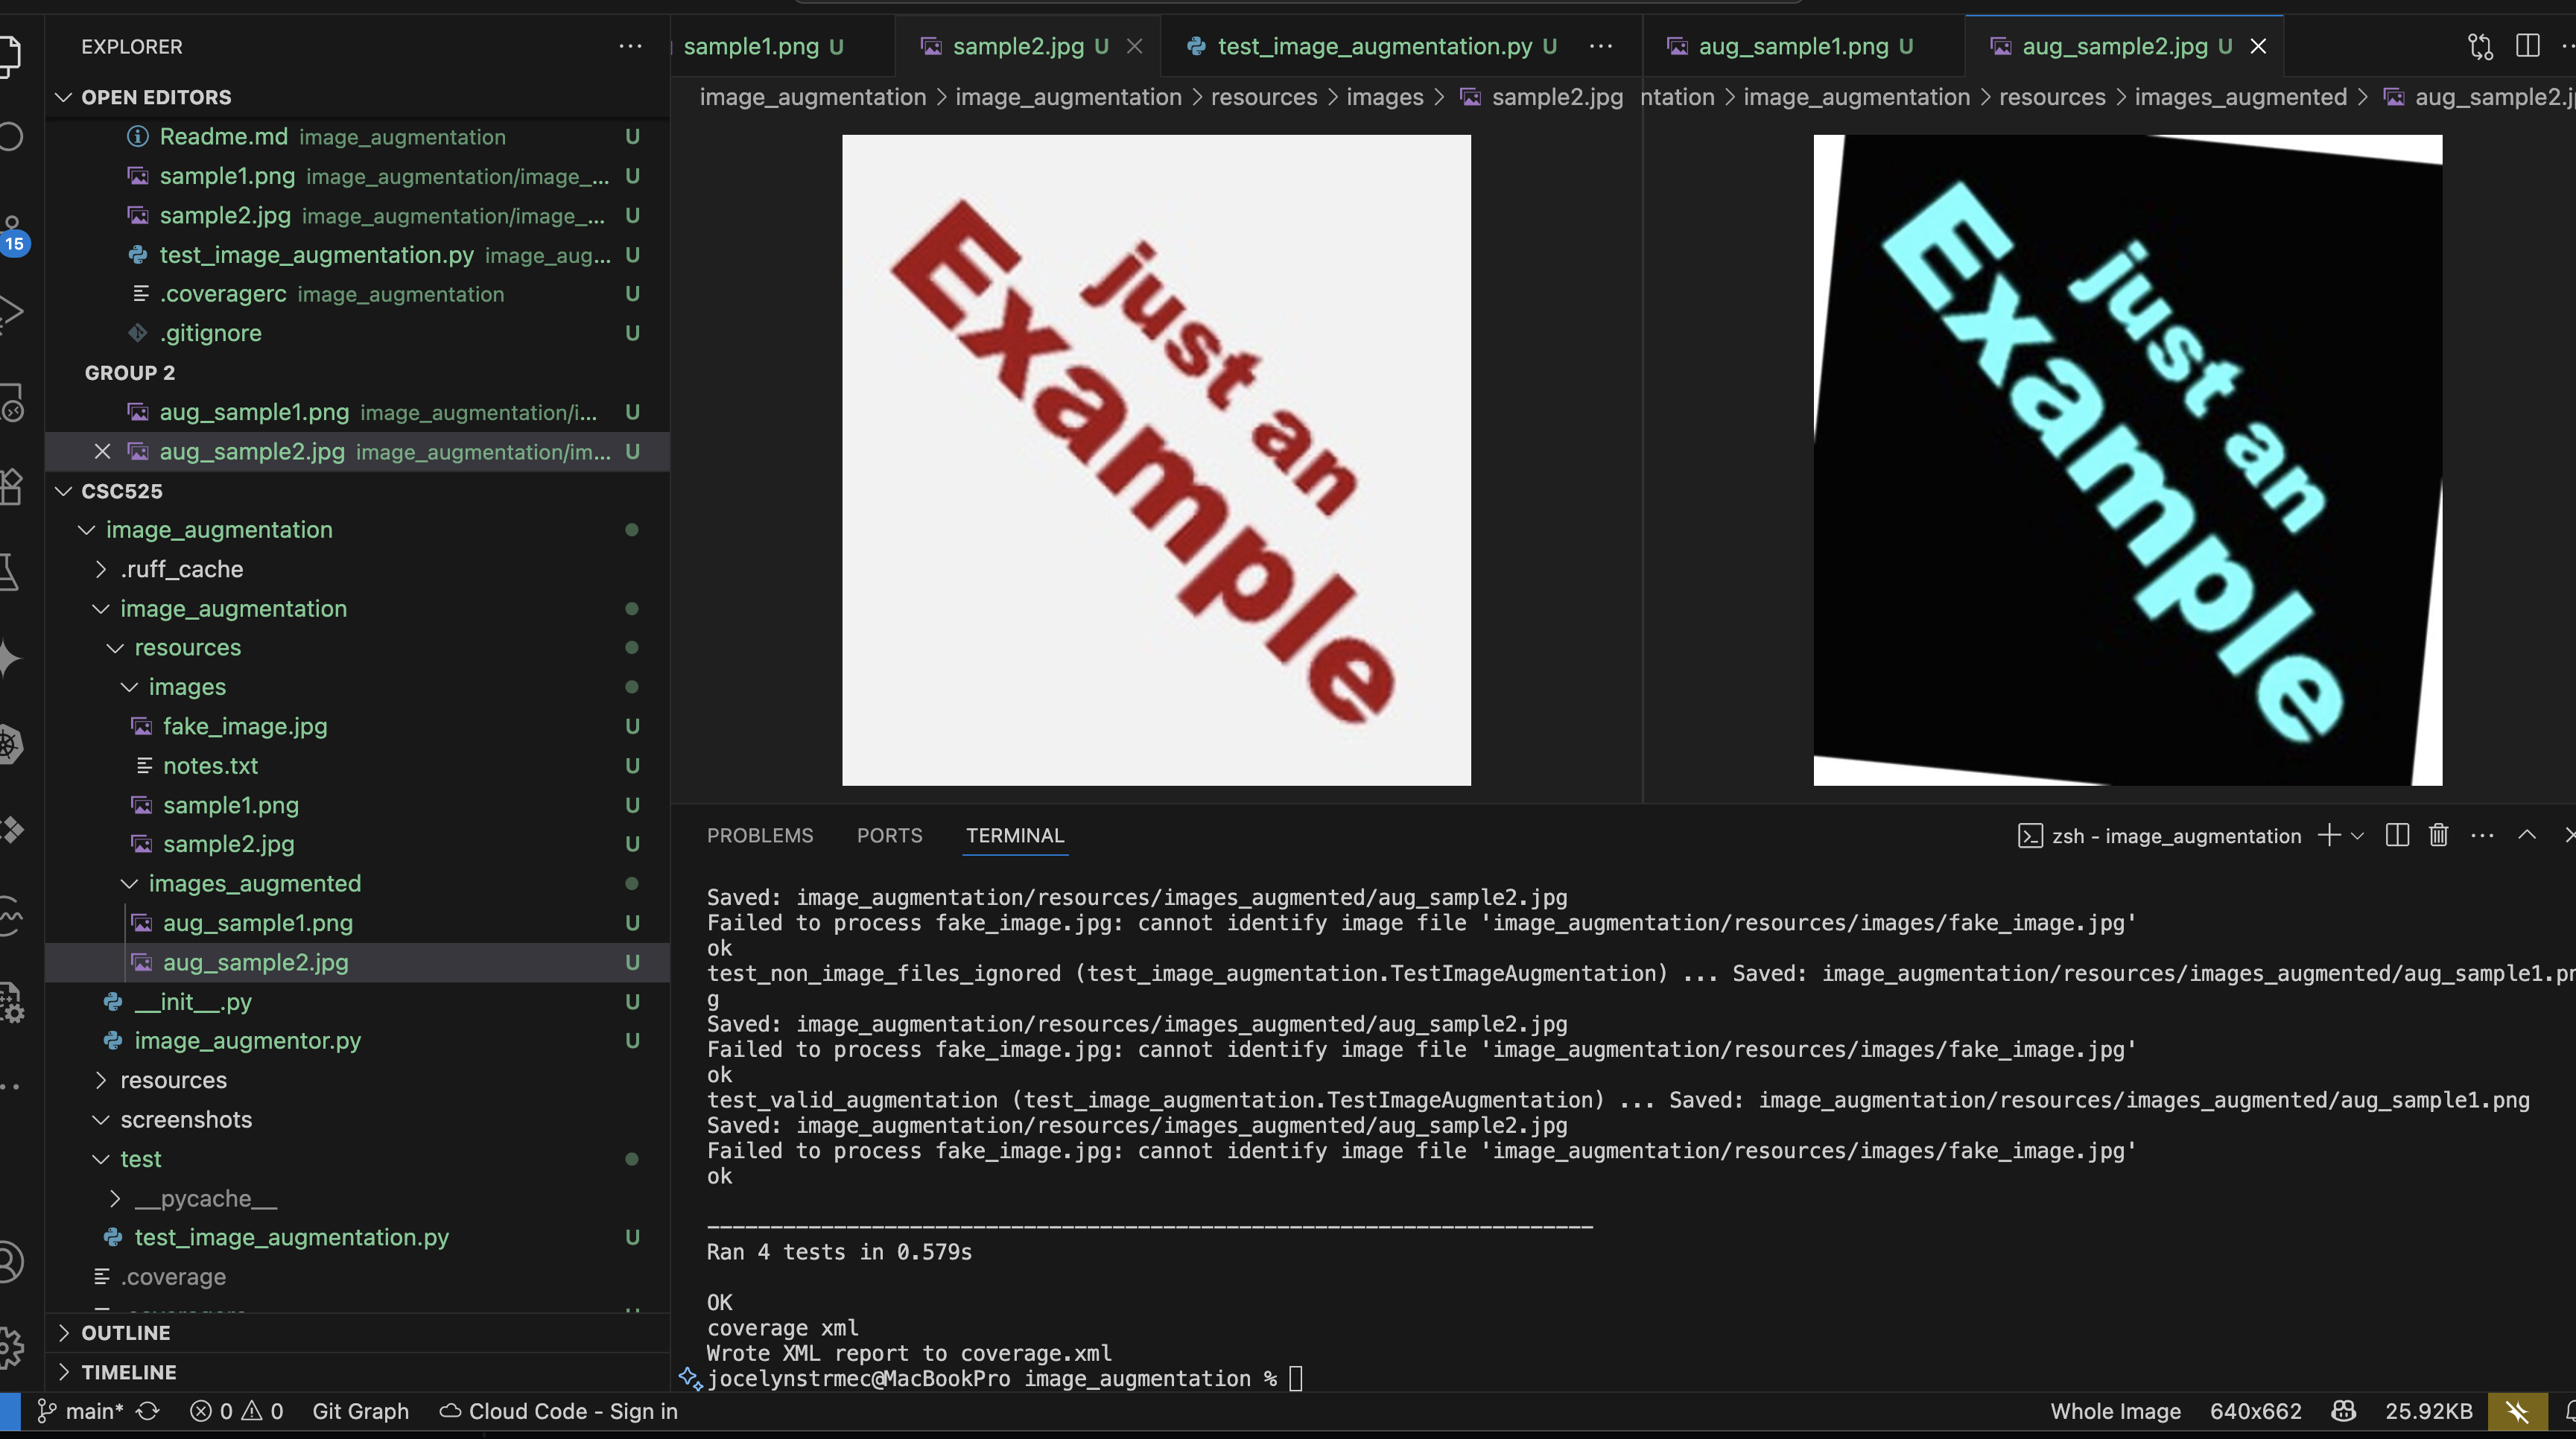 EXPLORER
OPEN EDITORS
Readme.md image_augmentation U
sample1.png image_augmentation/image_... U
sample2.jpg image_augmentation/image_... U
test_image_augmentation.py image_aug... U
.coveragerc image_augmentation U
.gitignore U
GROUP 2
aug_sample1.png image_augmentation/i... U
aug_sample2.jpg image_augmentation/im... U
CSC525
image_augmentation
.ruff_cache
image_augmentation
resources
images
fake_image.jpg U
notes.txt U
sample1.png U
sample2.jpg U
images_augmented
aug_sample1.png U
aug_sample2.jpg U
__init__.py U
image_augmentor.py U
resources
screenshots
test
__pycache__
test_image_augmentation.py U
.coverage
OUTLINE
TIMELINE
15
sample1.png U sample2.jpg U test_image_augmentation.py U
image_augmentation > image_augmentation > resources > images > sample2.jpg
just an
Example
aug_sample1.png U aug_sample2.jpg U
ntation > image_augmentation > resources > images_augmented > aug_sample2.j
just an
Example
PROBLEMS PORTS TERMINAL
zsh - image_augmentation
Saved: image_augmentation/resources/images_augmented/aug_sample2.jpg
Failed to process fake_image.jpg: cannot identify image file 'image_augmentation/resources/images/fake_image.jpg'
ok
test_non_image_files_ignored (test_image_augmentation.TestImageAugmentation) ... Saved: image_augmentation/resources/images_augmented/aug_sample1.pn
g
Saved: image_augmentation/resources/images_augmented/aug_sample2.jpg
Failed to process fake_image.jpg: cannot identify image file 'image_augmentation/resources/images/fake_image.jpg'
ok
test_valid_augmentation (test_image_augmentation.TestImageAugmentation) ... Saved: image_augmentation/resources/images_augmented/aug_sample1.png
Saved: image_augmentation/resources/images_augmented/aug_sample2.jpg
Failed to process fake_image.jpg: cannot identify image file 'image_augmentation/resources/images/fake_image.jpg'
ok
----------------------------------------------------------------------
Ran 4 tests in 0.579s
OK
coverage xml
Wrote XML report to coverage.xml
jocelynstrmec@MacBookPro image_augmentation %
main* 0 0 Git Graph Cloud Code - Sign in Whole Image 640x662 25.92KB